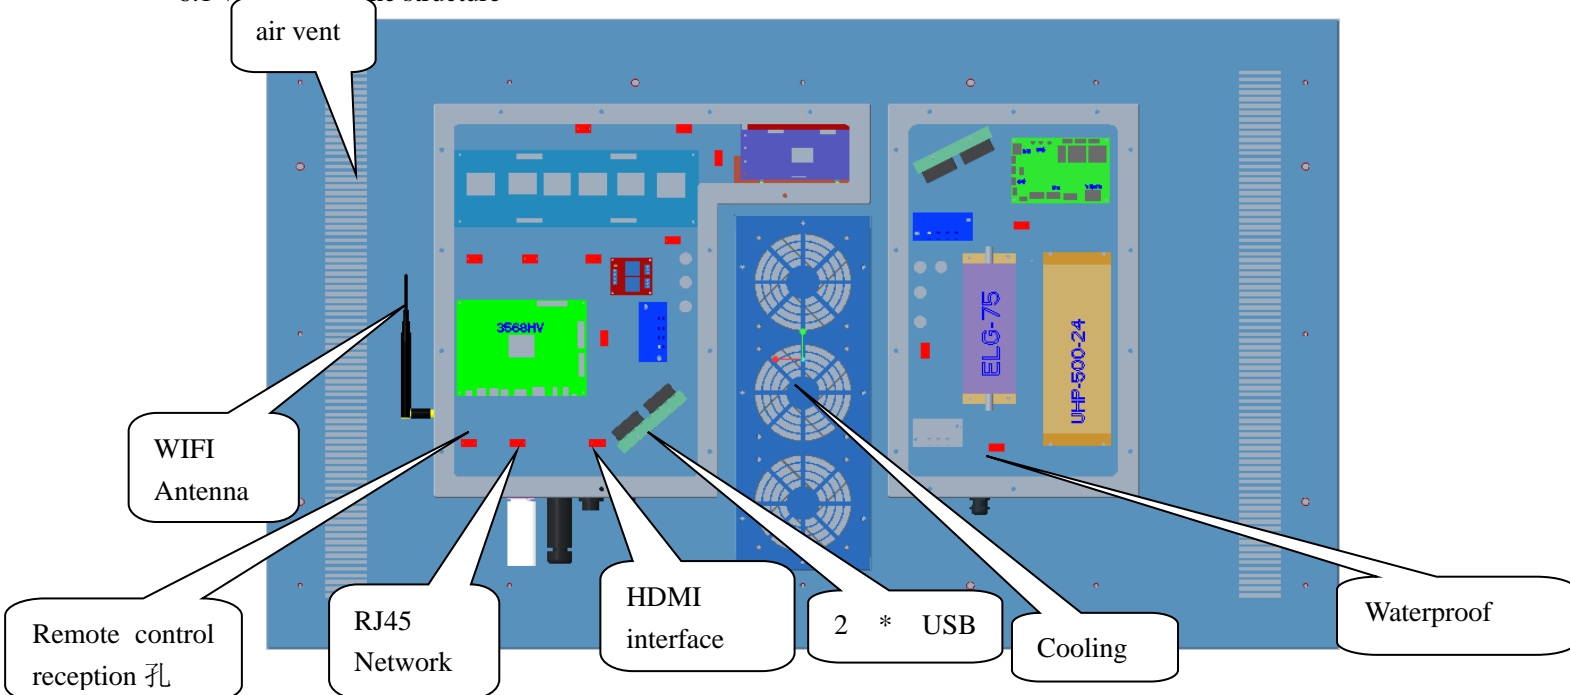 structure
air vent
3568HV
ELG-75
UHP-500-24
WIFI
Antenna
Remote control
reception 孔
RJ45
Network
HDMI
interface
2 * USB
Cooling
Waterproof